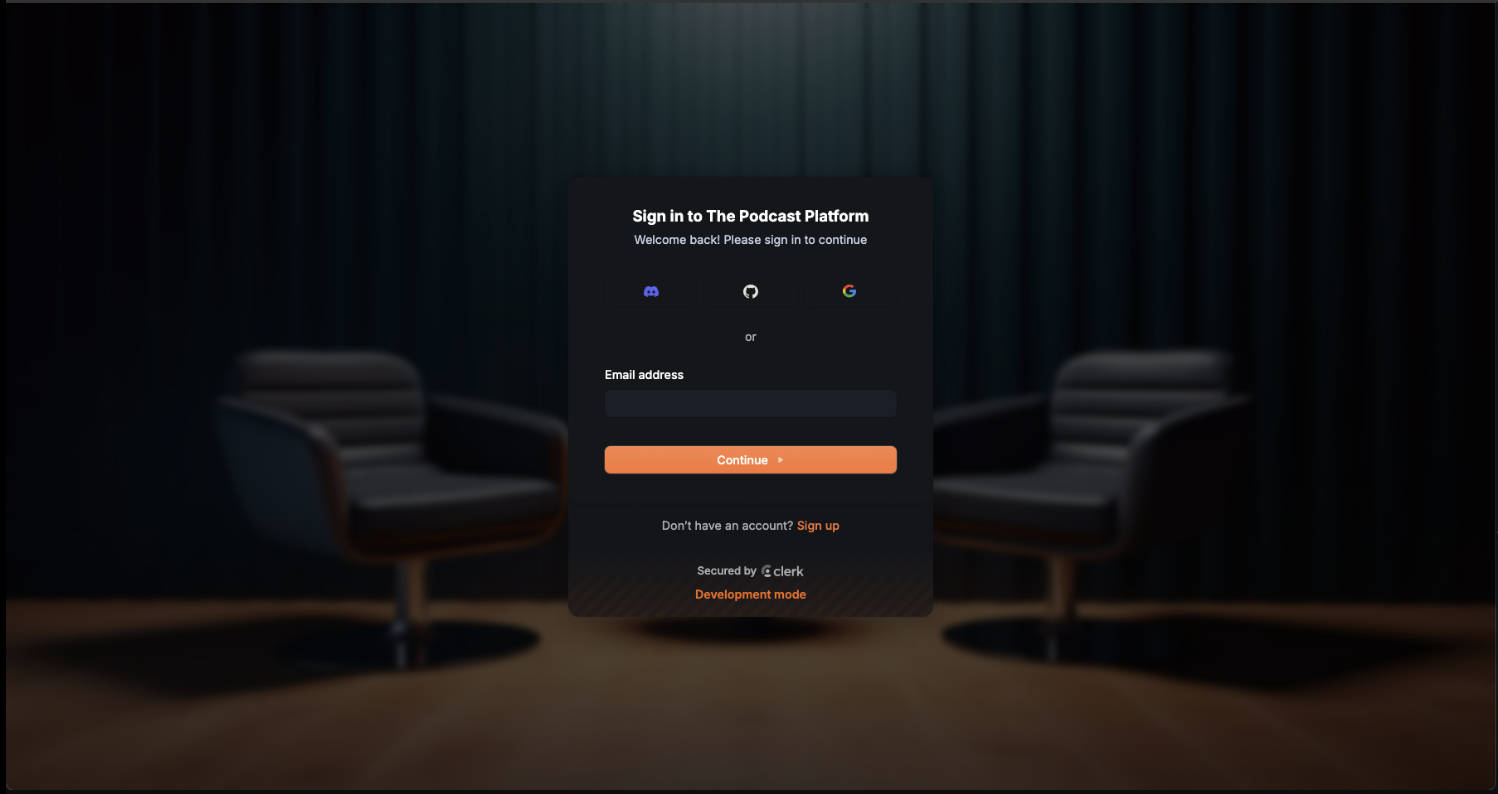 Sign in to The Podcast Platform
Welcome back! Please sign in to continue
or
Email address
Continue
Don't have an account? Sign up
Secured by clerk
Development mode